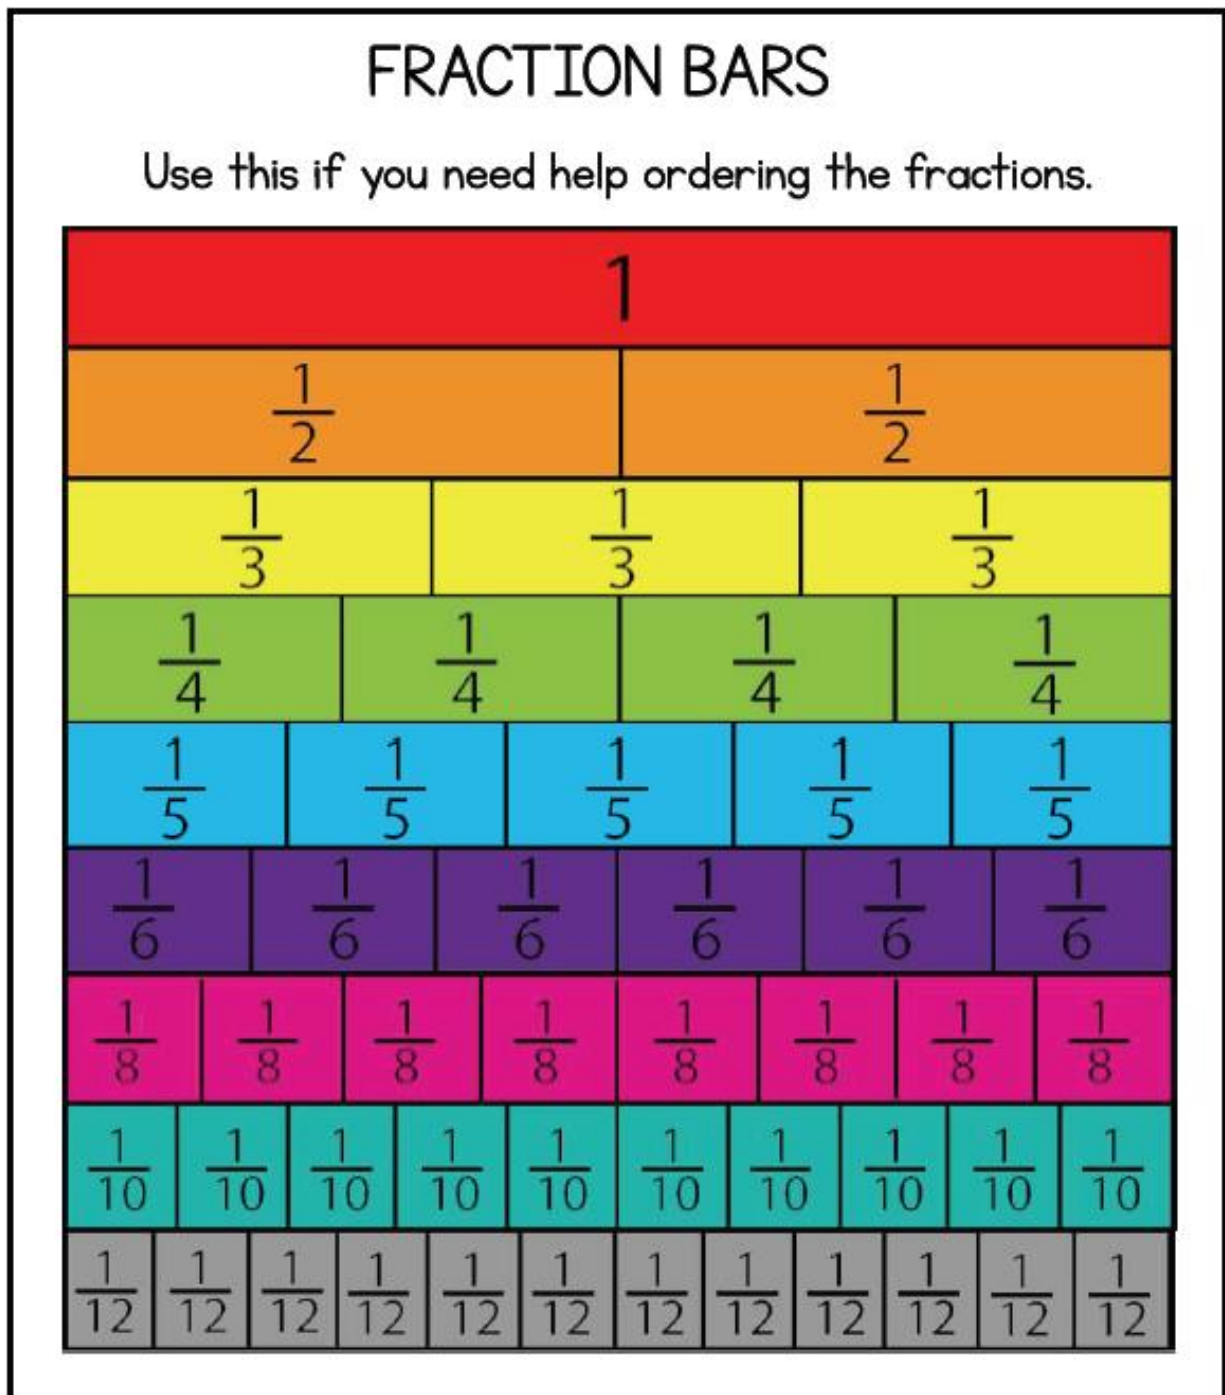 FRACTION BARS
Use this if you need help ordering the fractions.
1
1/2 1/2
1/3 1/3 1/3
1/4 1/4 1/4 1/4
1/5 1/5 1/5 1/5 1/5
1/6 1/6 1/6 1/6 1/6 1/6
1/8 1/8 1/8 1/8 1/8 1/8 1/8 1/8
1/10 1/10 1/10 1/10 1/10 1/10 1/10 1/10 1/10 1/10
1/12 1/12 1/12 1/12 1/12 1/12 1/12 1/12 1/12 1/12 1/12 1/12